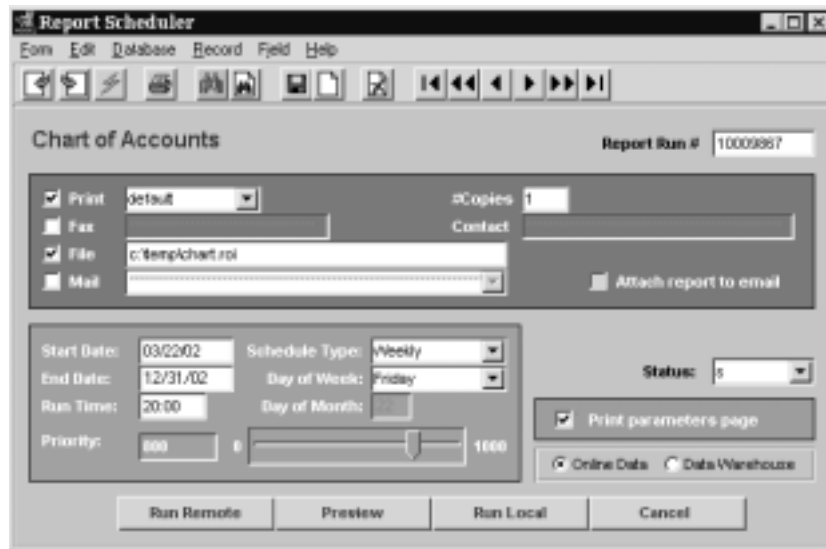 Report Scheduler
Form Edit Database Record Field Help
Chart of Accounts
Report Run # 10009867
Print default #Copies 1
Fax Contact
File c:\temp\chart.roi
Mail Attach report to email
Start Date: 03/22/02 Schedule Type: Weekly
End Date: 12/31/02 Day of Week: Friday
Status: s
Run Time: 20:00 Day of Month: 22
Print parameters page
Priority: 800 0 1000
Online Data Data Warehouse
Run Remote Preview Run Local Cancel